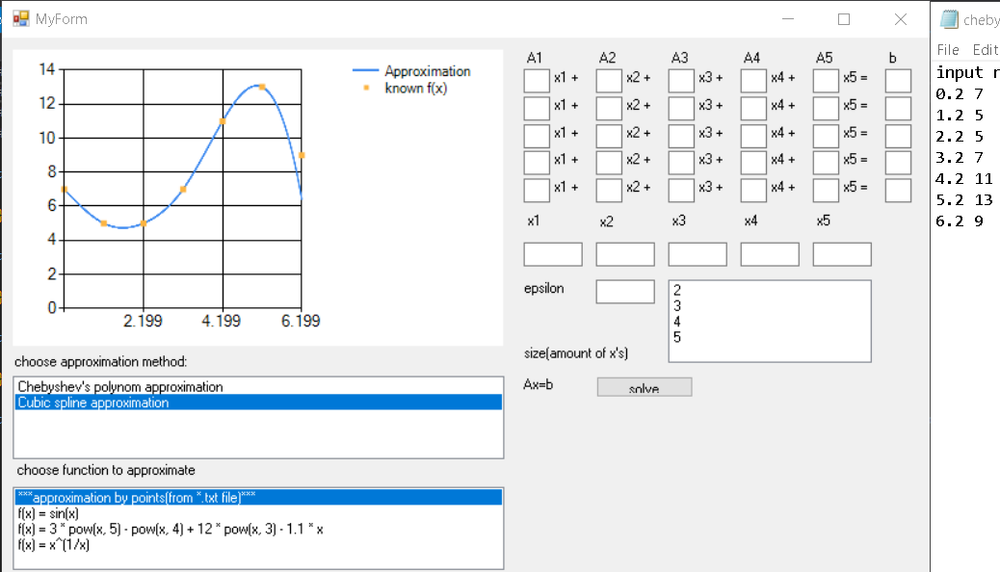 MyForm
14
12
10
8
6
4
2
0
2.199 4.199 6.199
Approximation
known f(x)
choose approximation method:
Chebyshev's polynom approximation
Cubic spline approximation
choose function to approximate
***approximation by points(from *.txt file)***
f(x) = sin(x)
f(x) = 3 * pow(x, 5) - pow(x, 4) + 12 * pow(x, 3) - 1.1 * x
f(x) = x^(1/x)
A1 A2 A3 A4 A5 b
x1 + x2 + x3 + x4 + x5 =
x1 + x2 + x3 + x4 + x5 =
x1 + x2 + x3 + x4 + x5 =
x1 + x2 + x3 + x4 + x5 =
x1 + x2 + x3 + x4 + x5 =
x1 x2 x3 x4 x5
epsilon
2
3
4
5
size(amount of x's)
Ax=b solve
cheby
File Edit
input
0.2 7
1.2 5
2.2 5
3.2 7
4.2 11
5.2 13
6.2 9